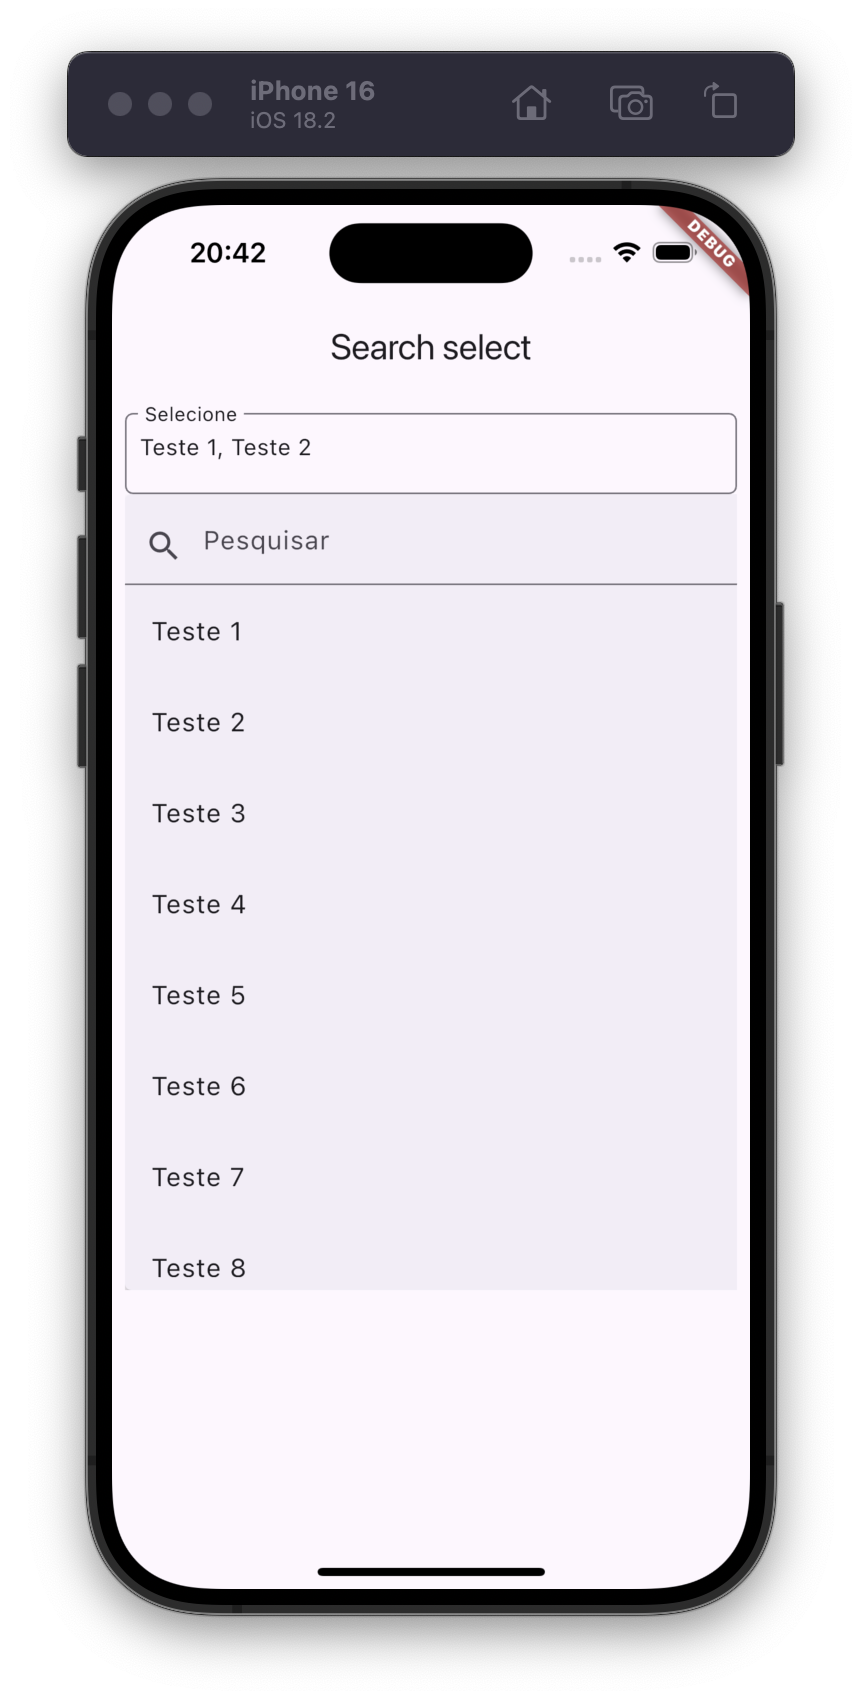 iPhone 16
iOS 18.2
20:42
DEBUG
Search select
Selecione
Teste 1, Teste 2
Pesquisar
Teste 1
Teste 2
Teste 3
Teste 4
Teste 5
Teste 6
Teste 7
Teste 8